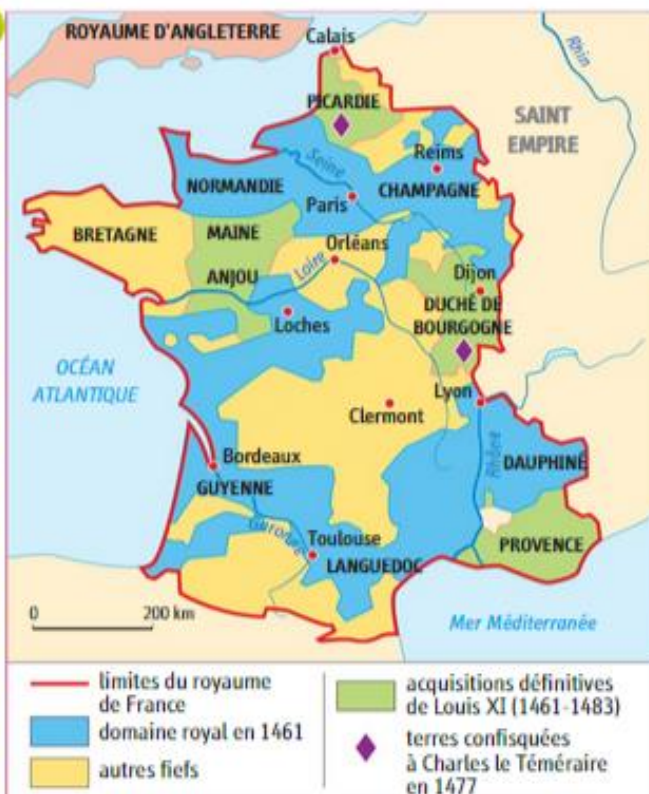 ROYAUME D'ANGLETERRE
Calais
Rhin
PICARDIE
SAINT
EMPIRE
Reims
Seine
NORMANDIE
CHAMPAGNE
Paris
BRETAGNE
MAINE
Orléans
ANJOU
Loire
Dijon
DUCHÉ DE
BOURGOGNE
Loches
OCÉAN
ATLANTIQUE
Lyon
Clermont
Rhône
DAUPHINÉ
Bordeaux
GUYENNE
Garonne
Toulouse
LANGUEDOC
PROVENCE
0 200 km
Mer Méditerranée
limites du royaume
de France
domaine royal en 1461
autres fiefs
acquisitions définitives
de Louis XI (1461-1483)
terres confisquées
à Charles le Téméraire
en 1477